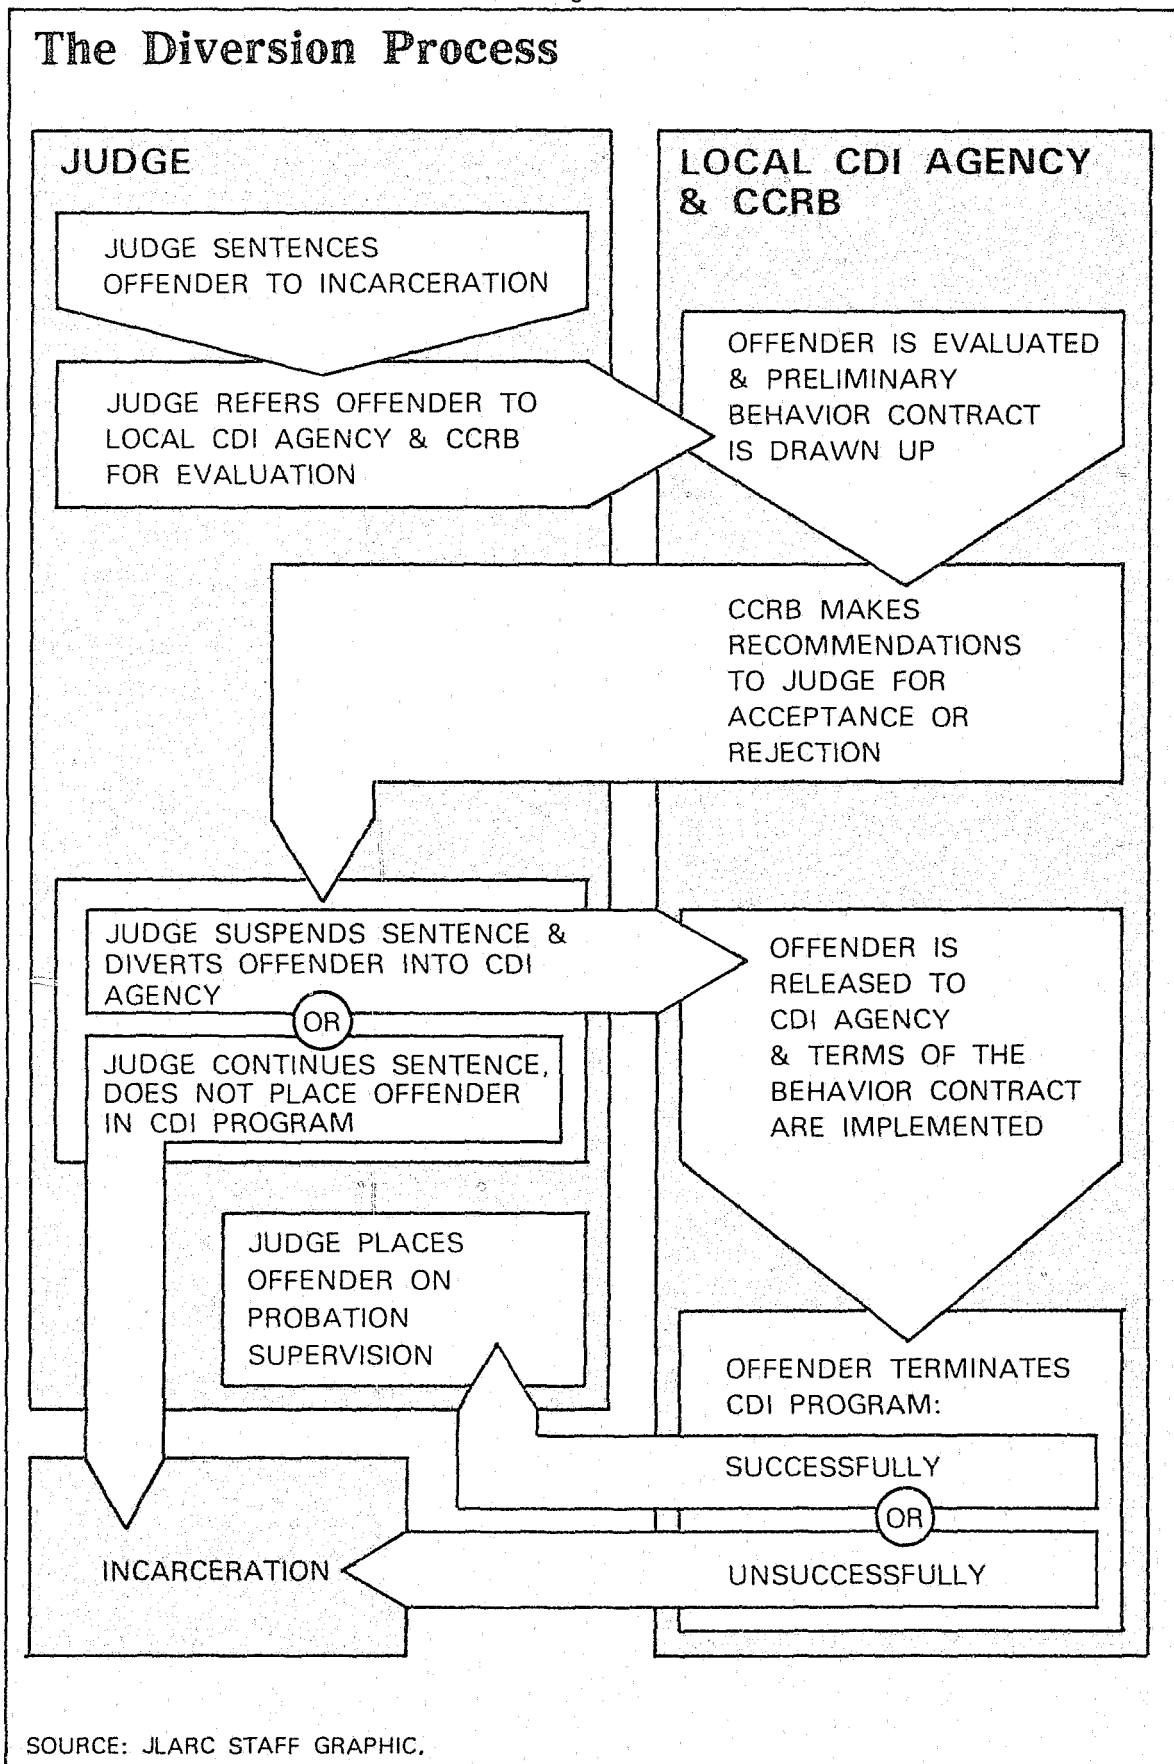 The Diversion Process
JUDGE
JUDGE SENTENCES
OFFENDER TO INCARCERATION
JUDGE REFERS OFFENDER TO
LOCAL CDI AGENCY & CCRB
FOR EVALUATION
LOCAL CDI AGENCY
& CCRB
OFFENDER IS EVALUATED
& PRELIMINARY
BEHAVIOR CONTRACT
IS DRAWN UP
CCRB MAKES
RECOMMENDATIONS
TO JUDGE FOR
ACCEPTANCE OR
REJECTION
JUDGE SUSPENDS SENTENCE &
DIVERTS OFFENDER INTO CDI
AGENCY
OR
JUDGE CONTINUES SENTENCE,
DOES NOT PLACE OFFENDER
IN CDI PROGRAM
OFFENDER IS
RELEASED TO
CDI AGENCY
& TERMS OF THE
BEHAVIOR CONTRACT
ARE IMPLEMENTED
JUDGE PLACES
OFFENDER ON
PROBATION
SUPERVISION
OFFENDER TERMINATES
CDI PROGRAM:
SUCCESSFULLY
OR
UNSUCCESSFULLY
INCARCERATION
SOURCE: JLARC STAFF GRAPHIC.